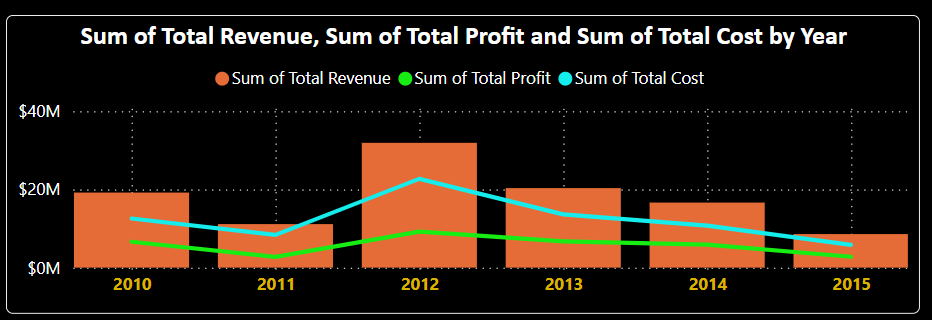 Sum of Total Revenue, Sum of Total Profit and Sum of Total Cost by Year
Sum of Total Revenue Sum of Total Profit Sum of Total Cost
$40M
$20M
$0M
2010 2011 2012 2013 2014 2015